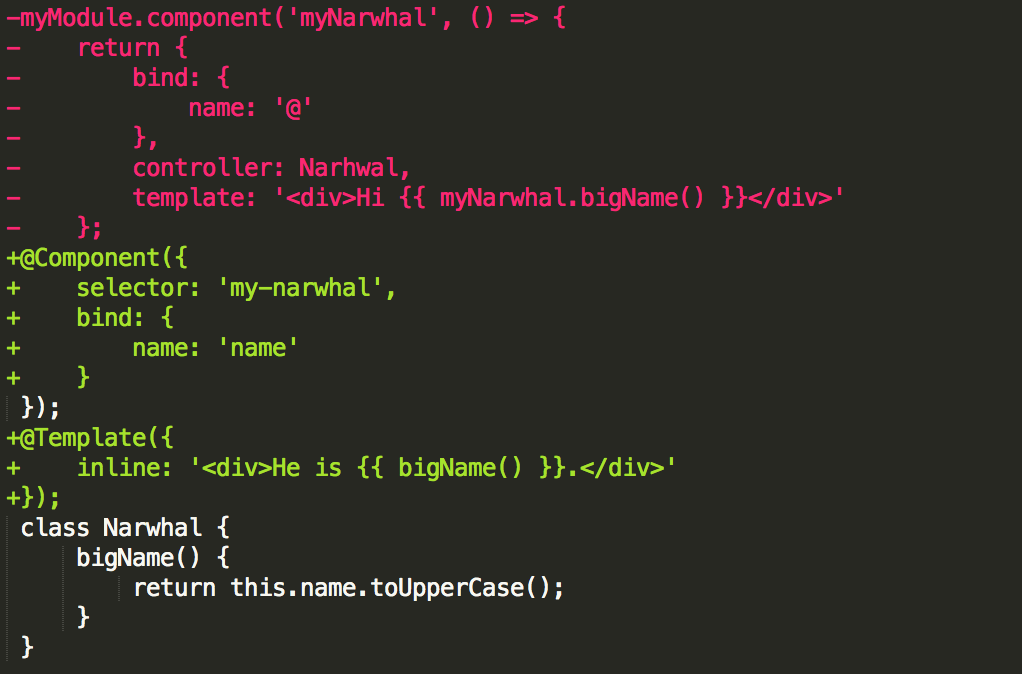 -myModule.component('myNarwhal', () => {
-    return {
-        bind: {
-            name: '@'
-        },
-        controller: Narhwal,
-        template: '<div>Hi {{ myNarwhal.bigName() }}</div>'
-    };
+@Component({
+    selector: 'my-narwhal',
+    bind: {
+        name: 'name'
+    }
 });
+@Template({
+    inline: '<div>He is {{ bigName() }}.</div>'
+});
 class Narwhal {
     bigName() {
         return this.name.toUpperCase();
     }
 }